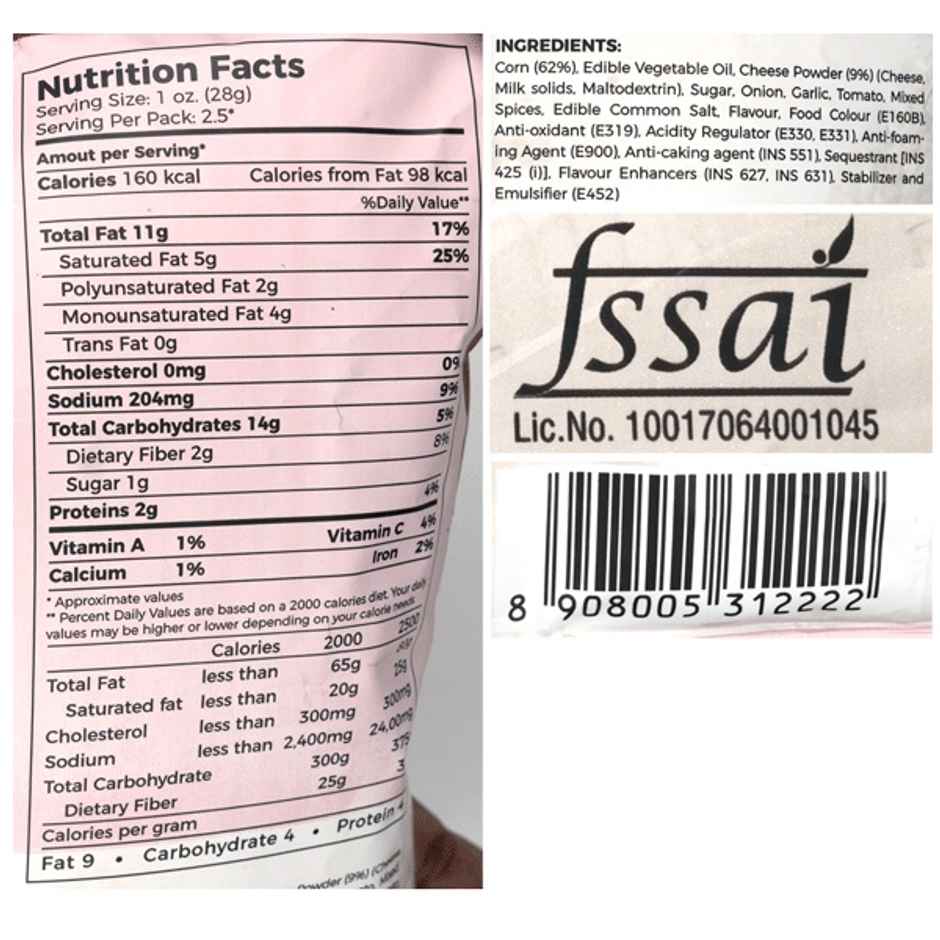 Nutrition Facts
Serving Size: 1 oz. (28g)
Serving Per Pack: 2.5*
Amout per Serving*
Calories 160 kcal Calories from Fat 98 kcal
%Daily Value**
Total Fat 11g 17%
Saturated Fat 5g 25%
Polyunsaturated Fat 2g
Monounsaturated Fat 4g
Trans Fat 0g
Cholesterol 0mg 0%
Sodium 204mg 9%
Total Carbohydrates 14g 5%
Dietary Fiber 2g 8%
Sugar 1g
Proteins 2g 4%
Vitamin A 1% Vitamin C 4%
Calcium 1% Iron 2%
* Approximate values
** Percent Daily Values are based on a 2000 calories diet. Your daily
values may be higher or lower depending on your calorie needs.
Calories 2000 2500
Total Fat less than 65g
Saturated fat less than 20g 25g
Cholesterol less than 300mg 300mg
Sodium less than 2,400mg 24,00mg
Total Carbohydrate 300g 375
Dietary Fiber 25g 3
Calories per gram
Fat 9 • Carbohydrate 4 • Protein 4
Powder (9%) (Cheese,
INGREDIENTS:
Corn (62%), Edible Vegetable Oil, Cheese Powder (9%) (Cheese,
Milk solids, Maltodextrin), Sugar, Onion, Garlic, Tomato, Mixed
Spices, Edible Common Salt, Flavour, Food Colour (E160B),
Anti-oxidant (E319), Acidity Regulator (E330, E331), Anti-foam-
ing Agent (E900), Anti-caking agent (INS 551), Sequestrant [INS
425 (i)], Flavour Enhancers (INS 627, INS 631), Stabilizer and
Emulsifier (E452)
fssai
Lic.No. 10017064001045
8 908005 312222